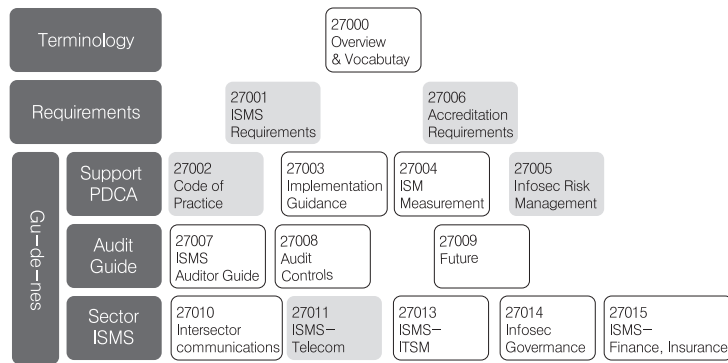 Terminology
27000
Overview
& Vocabutay
Requirements
27001
ISMS
Requirements
27006
Accreditation
Requirements
Gu-de-nes
Support
PDCA
27002
Code of
Practice
27003
Implementation
Guidance
27004
ISM
Measurement
27005
Infosec Risk
Management
Audit
Guide
27007
ISMS
Auditor Guide
27008
Audit
Controls
27009
Future
Sector
ISMS
27010
Intersector
communications
27011
ISMS-
Telecom
27013
ISMS-
ITSM
27014
Infosec
Govermance
27015
ISMS-
Finance, Insurance